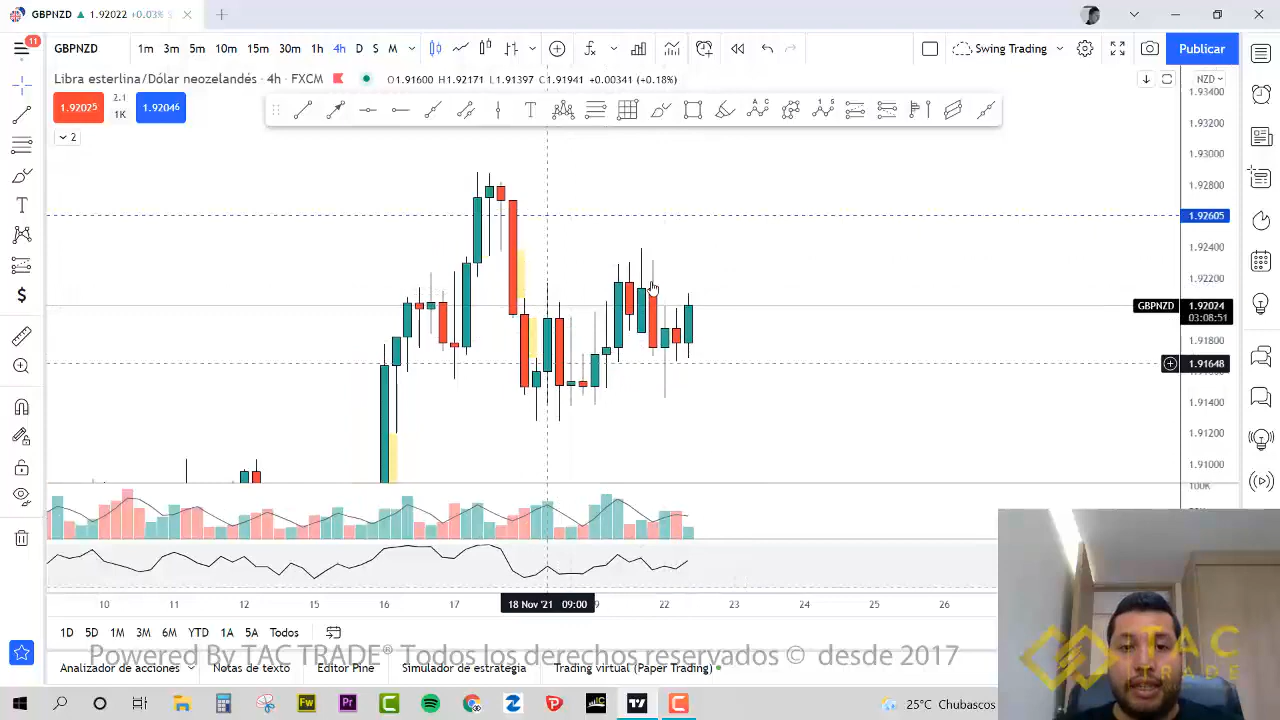 GBPNZD ▲ 1.92022 +0.03%
11
GBPNZD 1m 3m 5m 10m 15m 30m 1h 4h D S M Swing Trading Publicar
Libra esterlina/Dólar neozelandés · 4h · FXCM O1.91600 H1.92171 L1.91397 C1.91941 +0.00341 (+0.18%)
NZD
1.92025
2.1
1K
1.92046
2
1.93400
1.93200
1.93000
1.92800
1.92605
1.92400
1.92200
GBPNZD 1.92024
03:08:51
1.91800
1.91648
1.91400
1.91200
1.91000
100K
10 11 12 15 16 17 18 Nov '21 09:00 22 23 24 25 26
1D 5D 1M 3M 6M YTD 1A 5A Todos
Powered By TAC TRADE® Todos los derechos reservados © desde 2017
Analizador de acciones Notas de texto Editor Pine Simulador de estrategia Trading virtual (Paper Trading)
TAC
TRADE
Fw Pr 25°C Chubascos